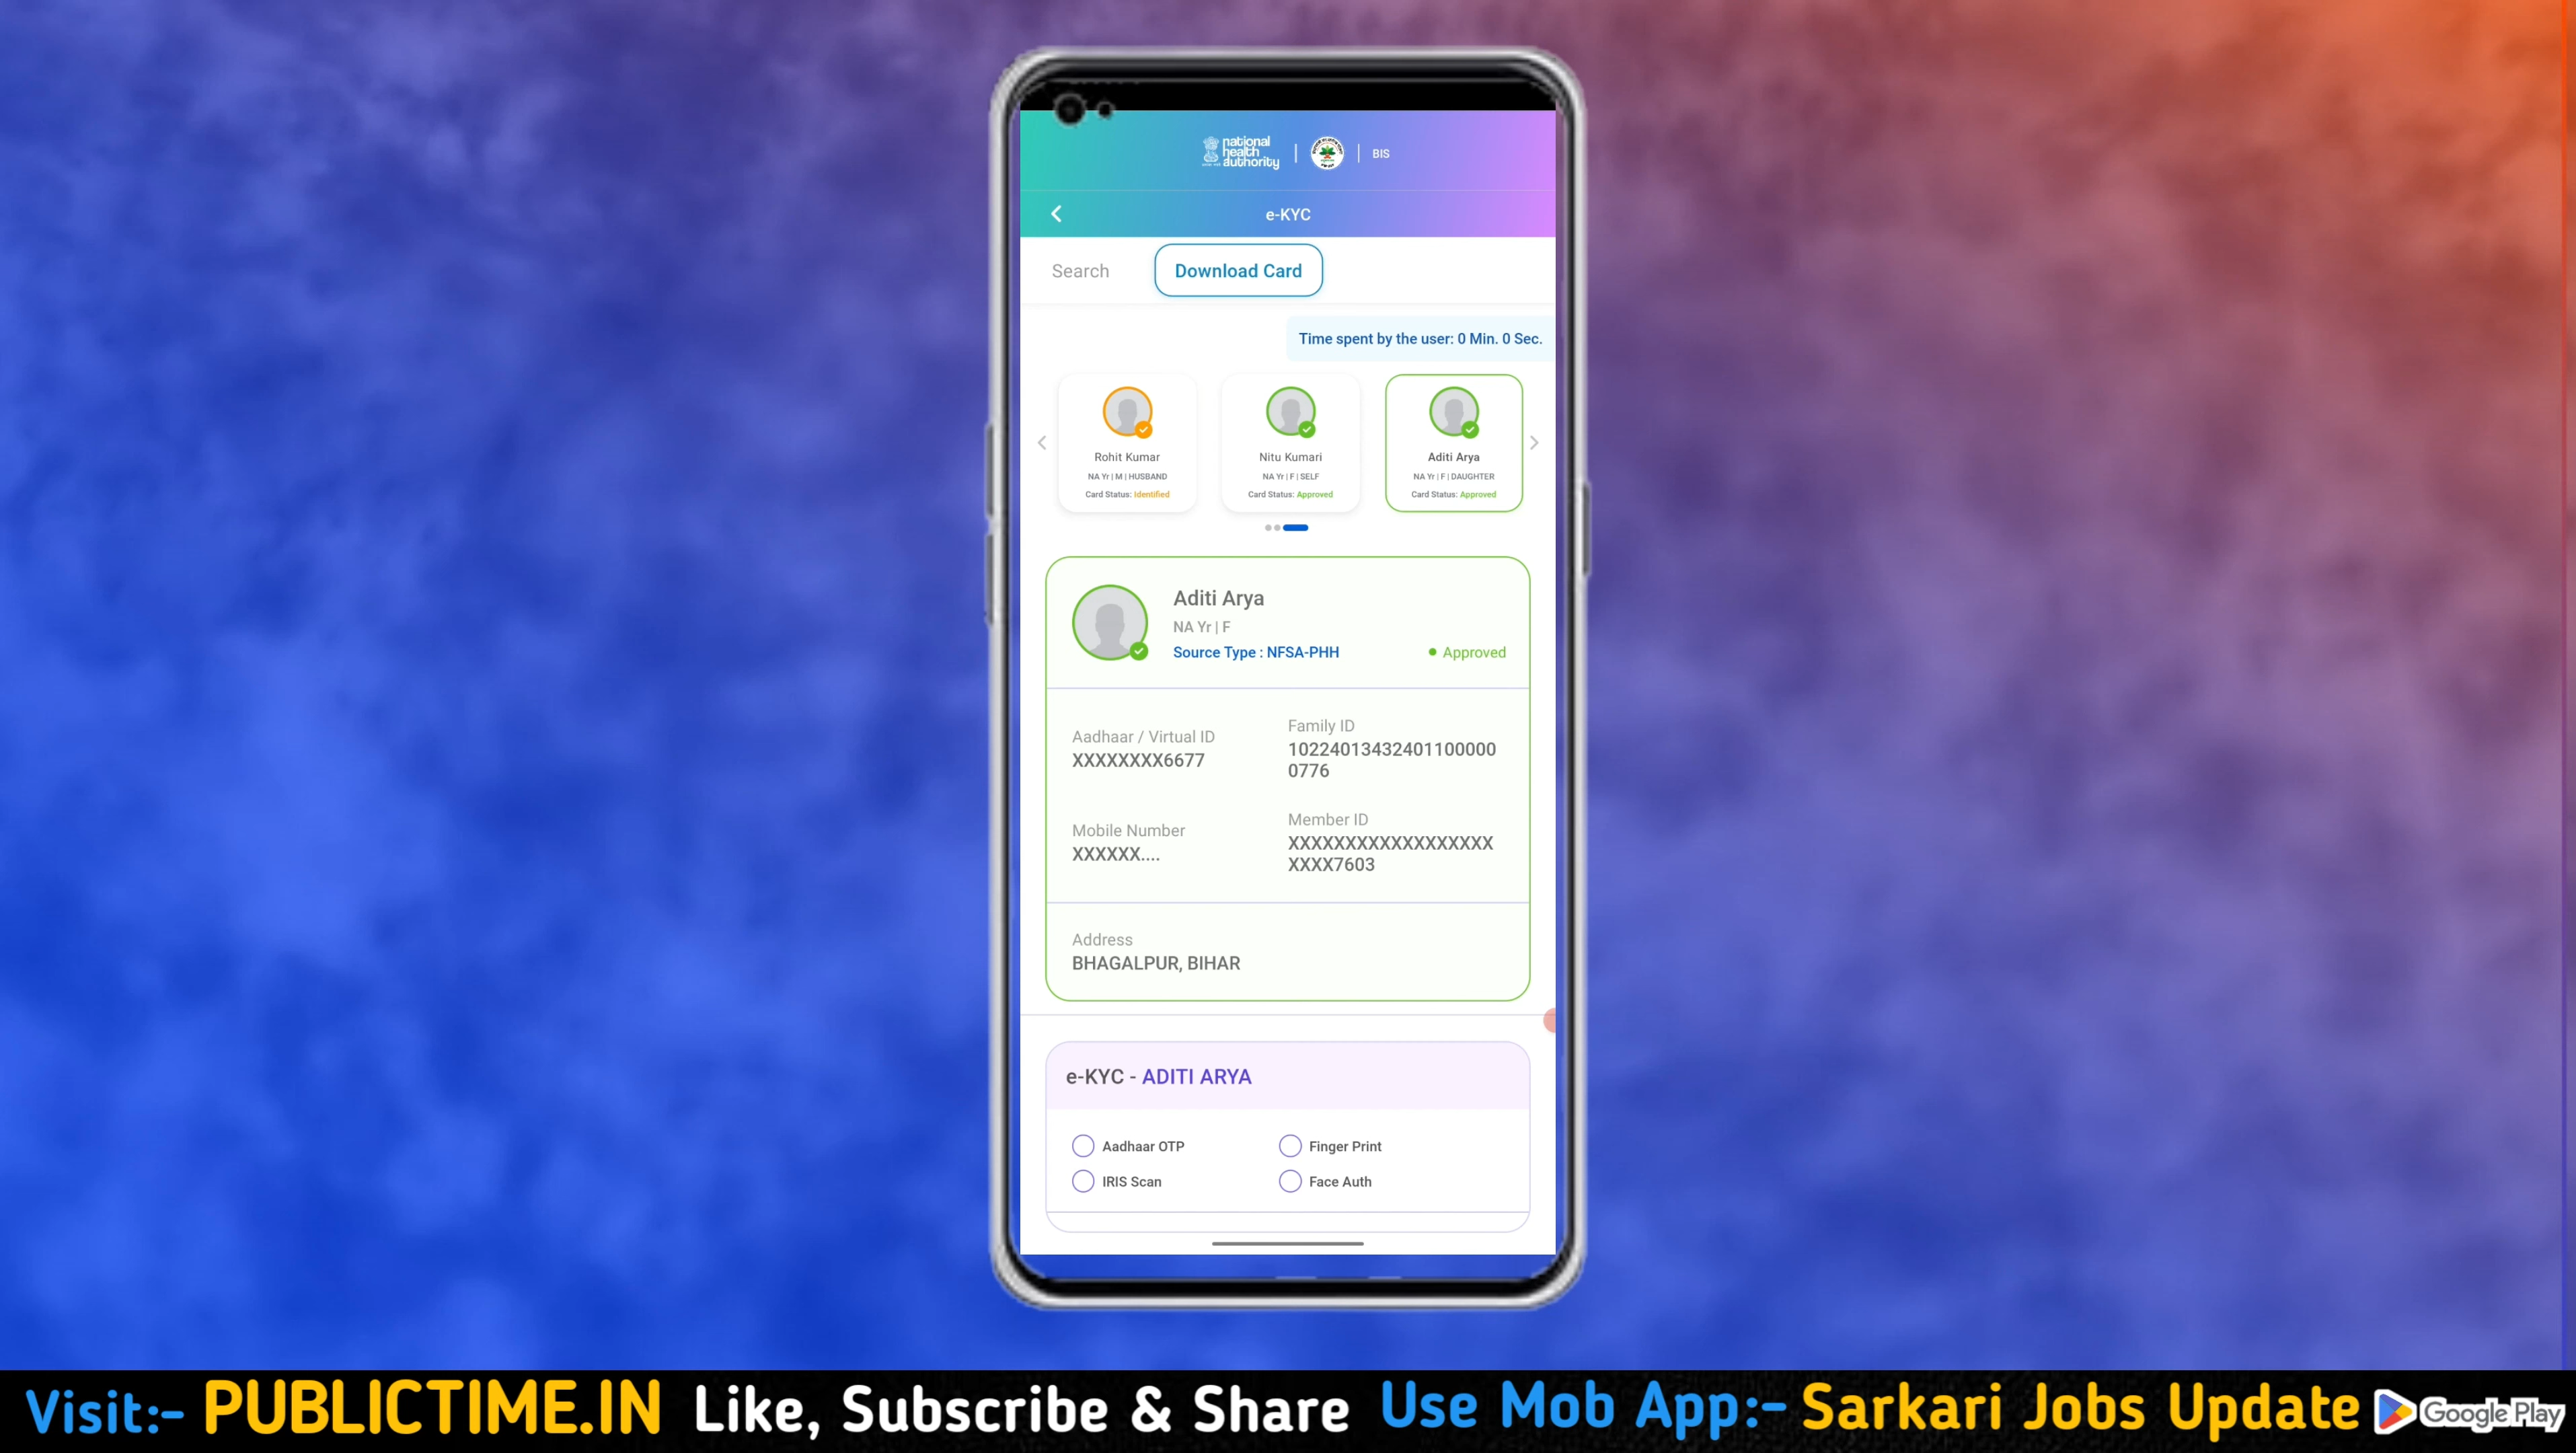 national
health
authority
BIS
e-KYC
Search
Download Card
Time spent by the user: 0 Min. 0 Sec.
Rohit Kumar
NA Yr | M | HUSBAND
Card Status: Identified
Nitu Kumari
NA Yr | F | SELF
Card Status: Approved
Aditi Arya
NA Yr | F | DAUGHTER
Card Status: Approved
Aditi Arya
NA Yr | F
Source Type : NFSA-PHH
Approved
Aadhaar / Virtual ID
XXXXXXXX6677
Family ID
10224013432401100000
0776
Mobile Number
XXXXXX....
Member ID
XXXXXXXXXXXXXXXXXX
XXXX7603
Address
BHAGALPUR, BIHAR
e-KYC - ADITI ARYA
Aadhaar OTP
Finger Print
IRIS Scan
Face Auth
Visit:- PUBLICTIME.IN Like, Subscribe & Share Use Mob App:- Sarkari Jobs Update Google Play